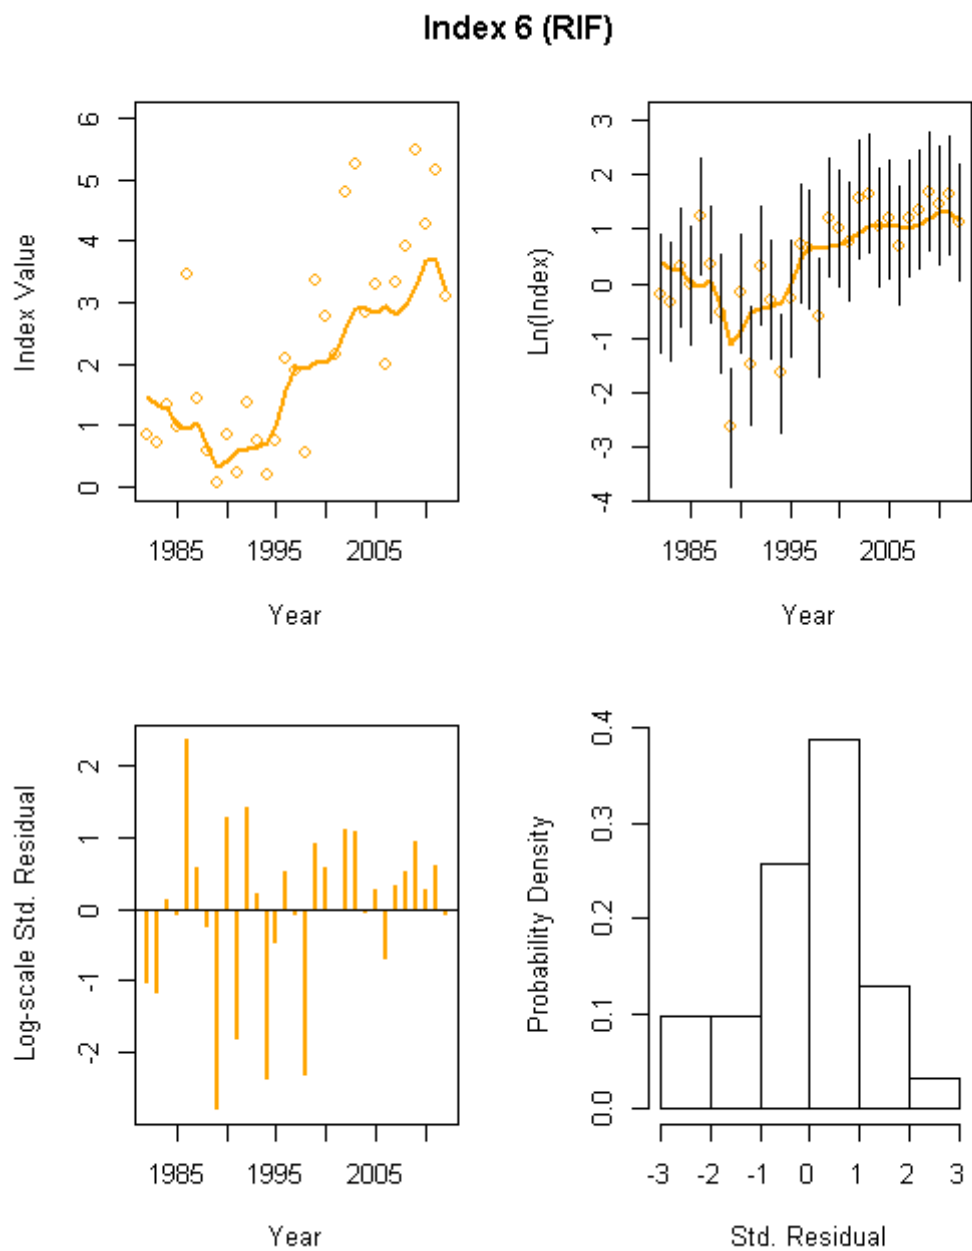 Index 6 (RIF)
Index Value
0 1 2 3 4 5 6
1985 1995 2005
Year
Ln(Index)
-4 -3 -2 -1 0 1 2 3
1985 1995 2005
Year
Log-scale Std. Residual
-2 -1 0 1 2
1985 1995 2005
Year
Probability Density
0.0 0.1 0.2 0.3 0.4
-3 -2 -1 0 1 2 3
Std. Residual